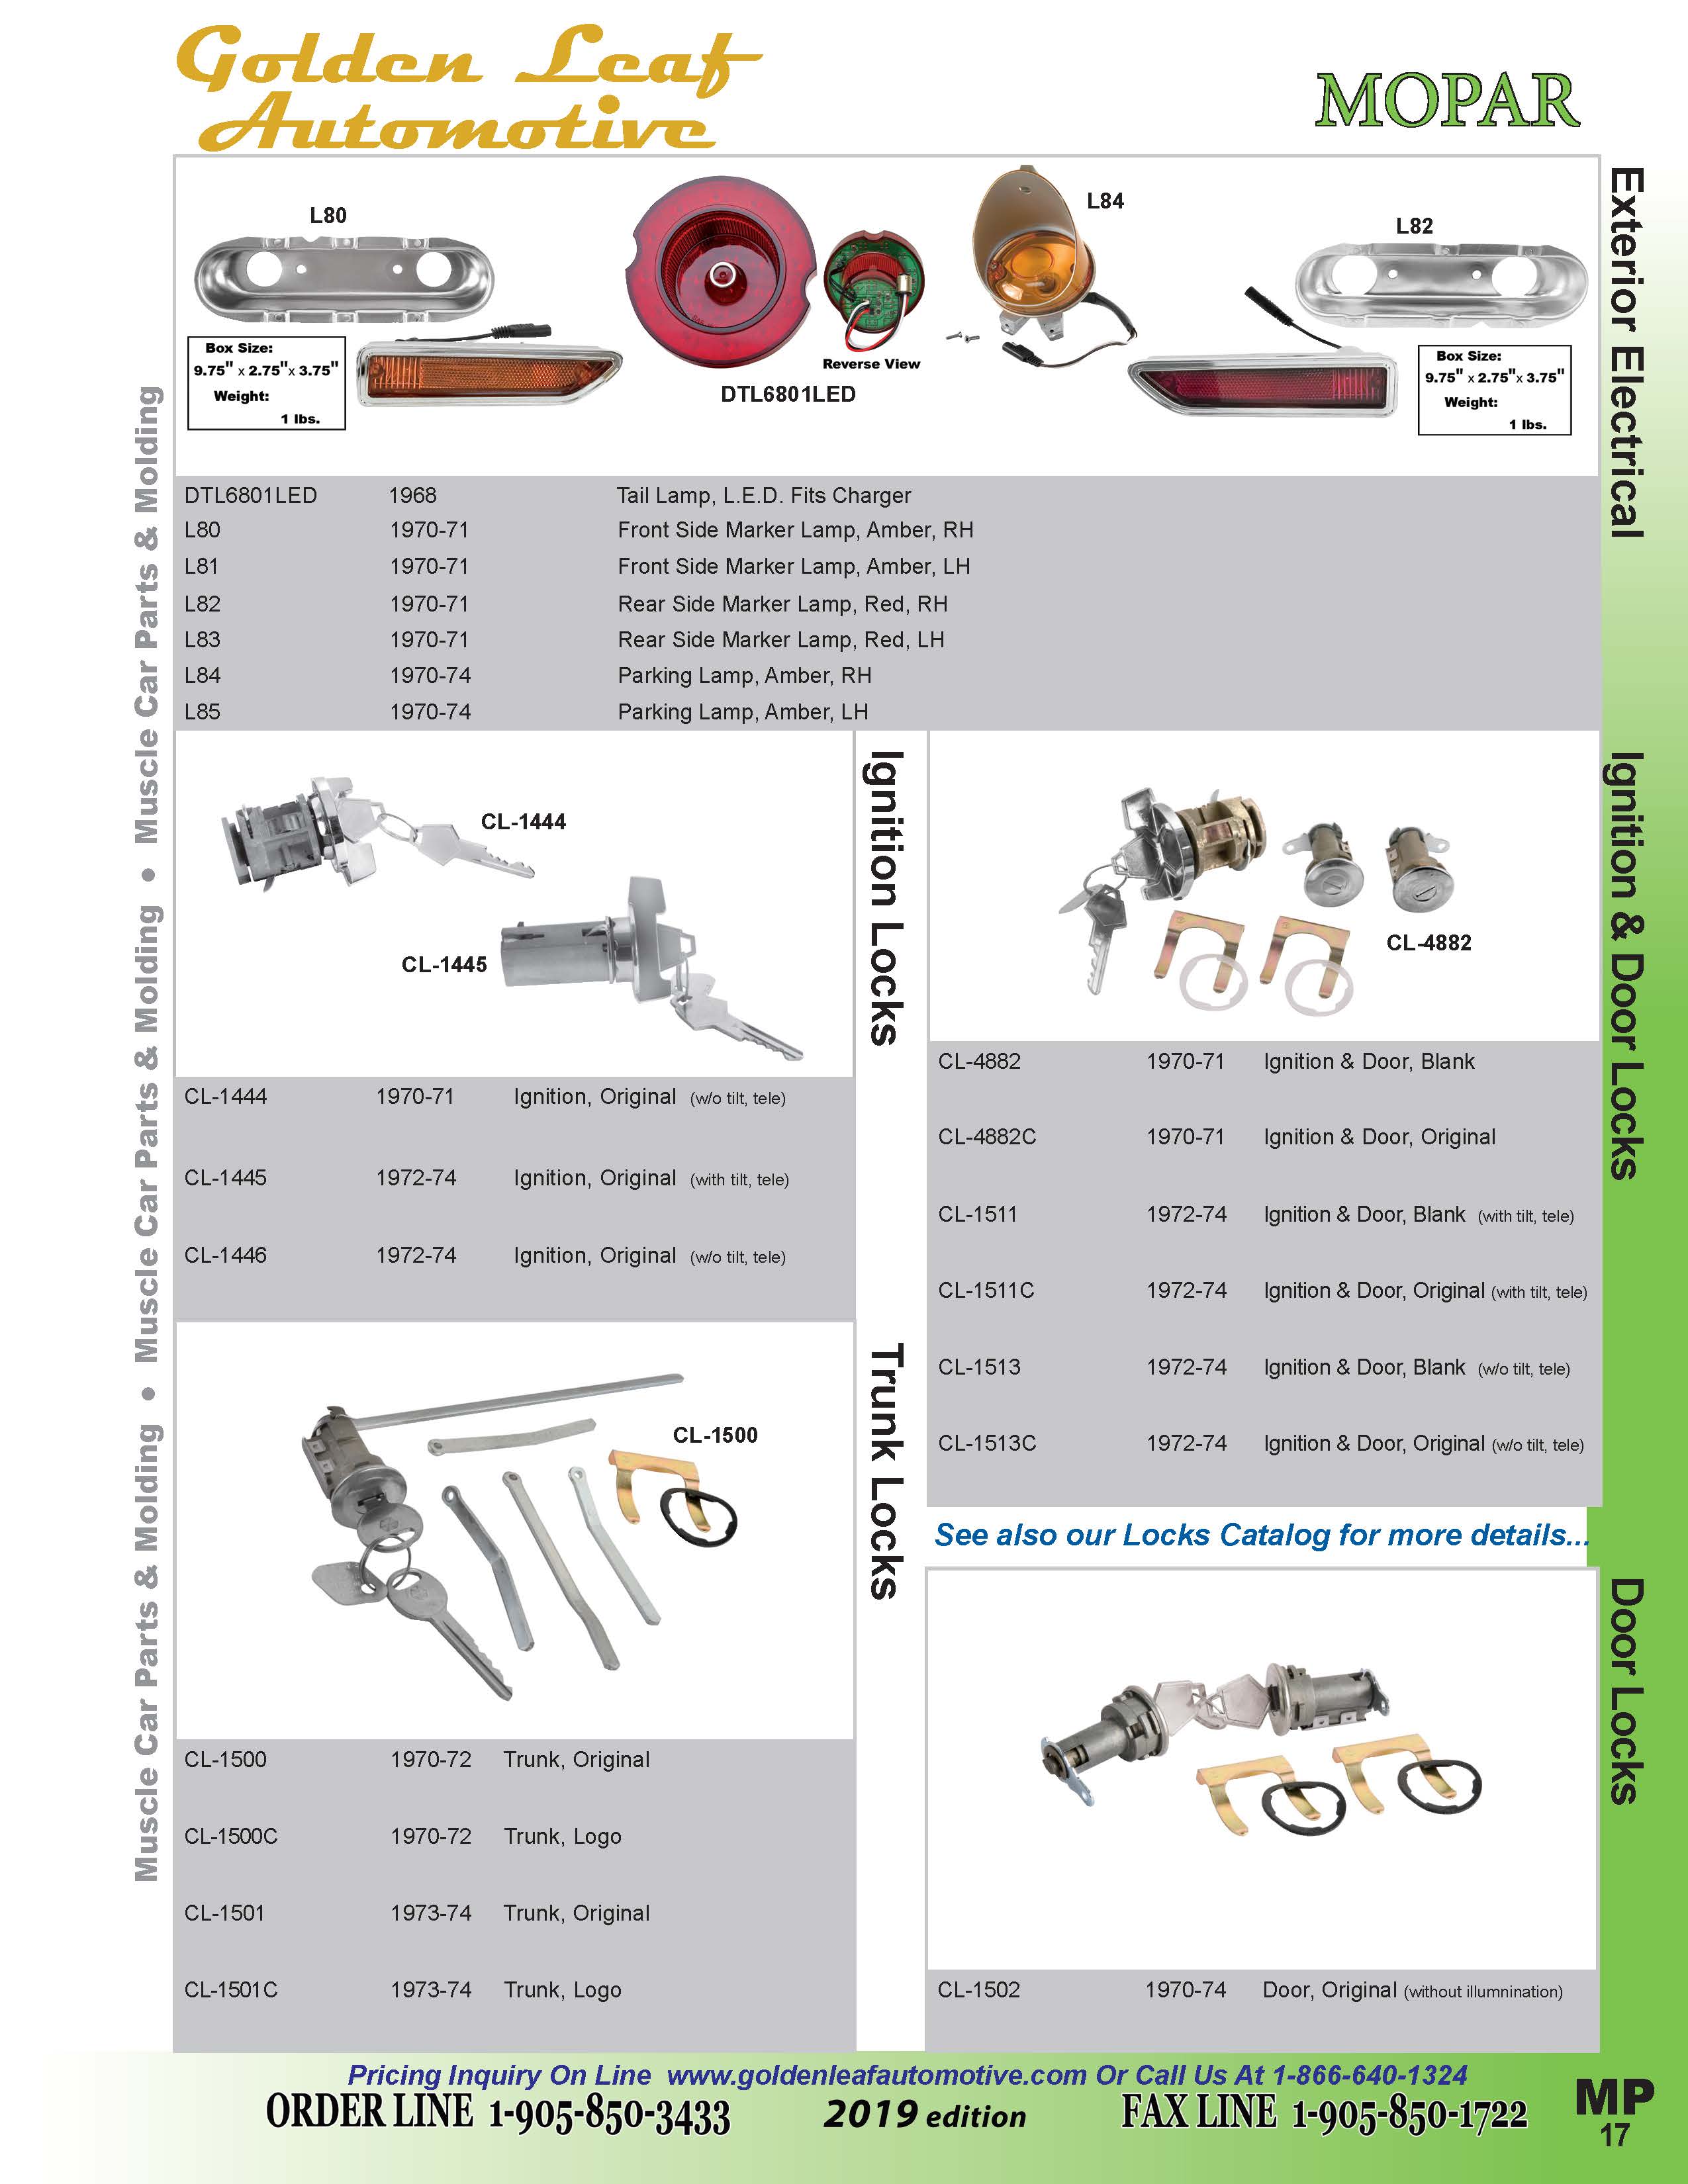 Golden Leaf
Automotive
MOPAR
Exterior Electrical
L80
L84
L82
Reverse View
DTL6801LED
Box Size:
9.75" x 2.75"x 3.75"
Weight:
1 lbs.
Box Size:
9.75" x 2.75"x 3.75"
Weight:
1 lbs.
DTL6801LED 1968 Tail Lamp, L.E.D. Fits Charger
L80 1970-71 Front Side Marker Lamp, Amber, RH
L81 1970-71 Front Side Marker Lamp, Amber, LH
L82 1970-71 Rear Side Marker Lamp, Red, RH
L83 1970-71 Rear Side Marker Lamp, Red, LH
L84 1970-74 Parking Lamp, Amber, RH
L85 1970-74 Parking Lamp, Amber, LH
Muscle Car Parts & Molding • Muscle Car Parts & Molding • Muscle Car Parts & Molding • Muscle Car Parts & Molding
Ignition Locks
CL-1444
CL-1445
CL-1444 1970-71 Ignition, Original (w/o tilt, tele)
CL-1445 1972-74 Ignition, Original (with tilt, tele)
CL-1446 1972-74 Ignition, Original (w/o tilt, tele)
Ignition & Door Locks
CL-4882
CL-4882 1970-71 Ignition & Door, Blank
CL-4882C 1970-71 Ignition & Door, Original
CL-1511 1972-74 Ignition & Door, Blank (with tilt, tele)
CL-1511C 1972-74 Ignition & Door, Original (with tilt, tele)
CL-1513 1972-74 Ignition & Door, Blank (w/o tilt, tele)
CL-1513C 1972-74 Ignition & Door, Original (w/o tilt, tele)
See also our Locks Catalog for more details...
Trunk Locks
CL-1500
CL-1500 1970-72 Trunk, Original
CL-1500C 1970-72 Trunk, Logo
CL-1501 1973-74 Trunk, Original
CL-1501C 1973-74 Trunk, Logo
Door Locks
CL-1502 1970-74 Door, Original (without illumnination)
Pricing Inquiry On Line www.goldenleafautomotive.com Or Call Us At 1-866-640-1324
ORDER LINE 1-905-850-3433 2019 edition FAX LINE 1-905-850-1722
MP
17